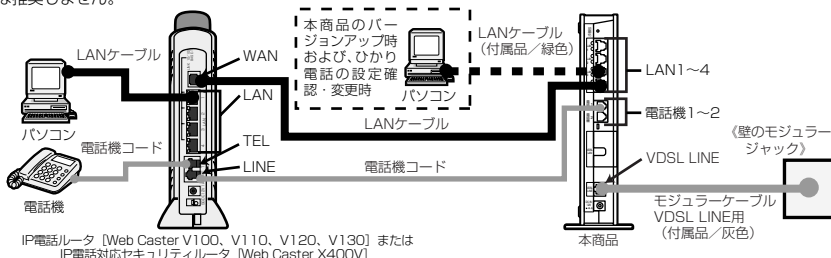 は推奨しません。
LANケーブル
パソコン
電話機コード
電話機
WAN
LAN
TEL
LINE
本商品のバー
ジョンアップ時
および、ひかり
電話の設定確
認・変更時
パソコン
LANケーブル
（付属品／緑色）
LANケーブル
電話機コード
LAN1～4
電話機1～2
VDSL LINE
《壁のモジュラー
ジャック》
モジュラーケーブル
VDSL LINE用
（付属品／灰色）
本商品
IP電話ルータ［Web Caster V100、V110、V120、V130］または
IP電話対応セキュリティルータ［Web Caster X400V］